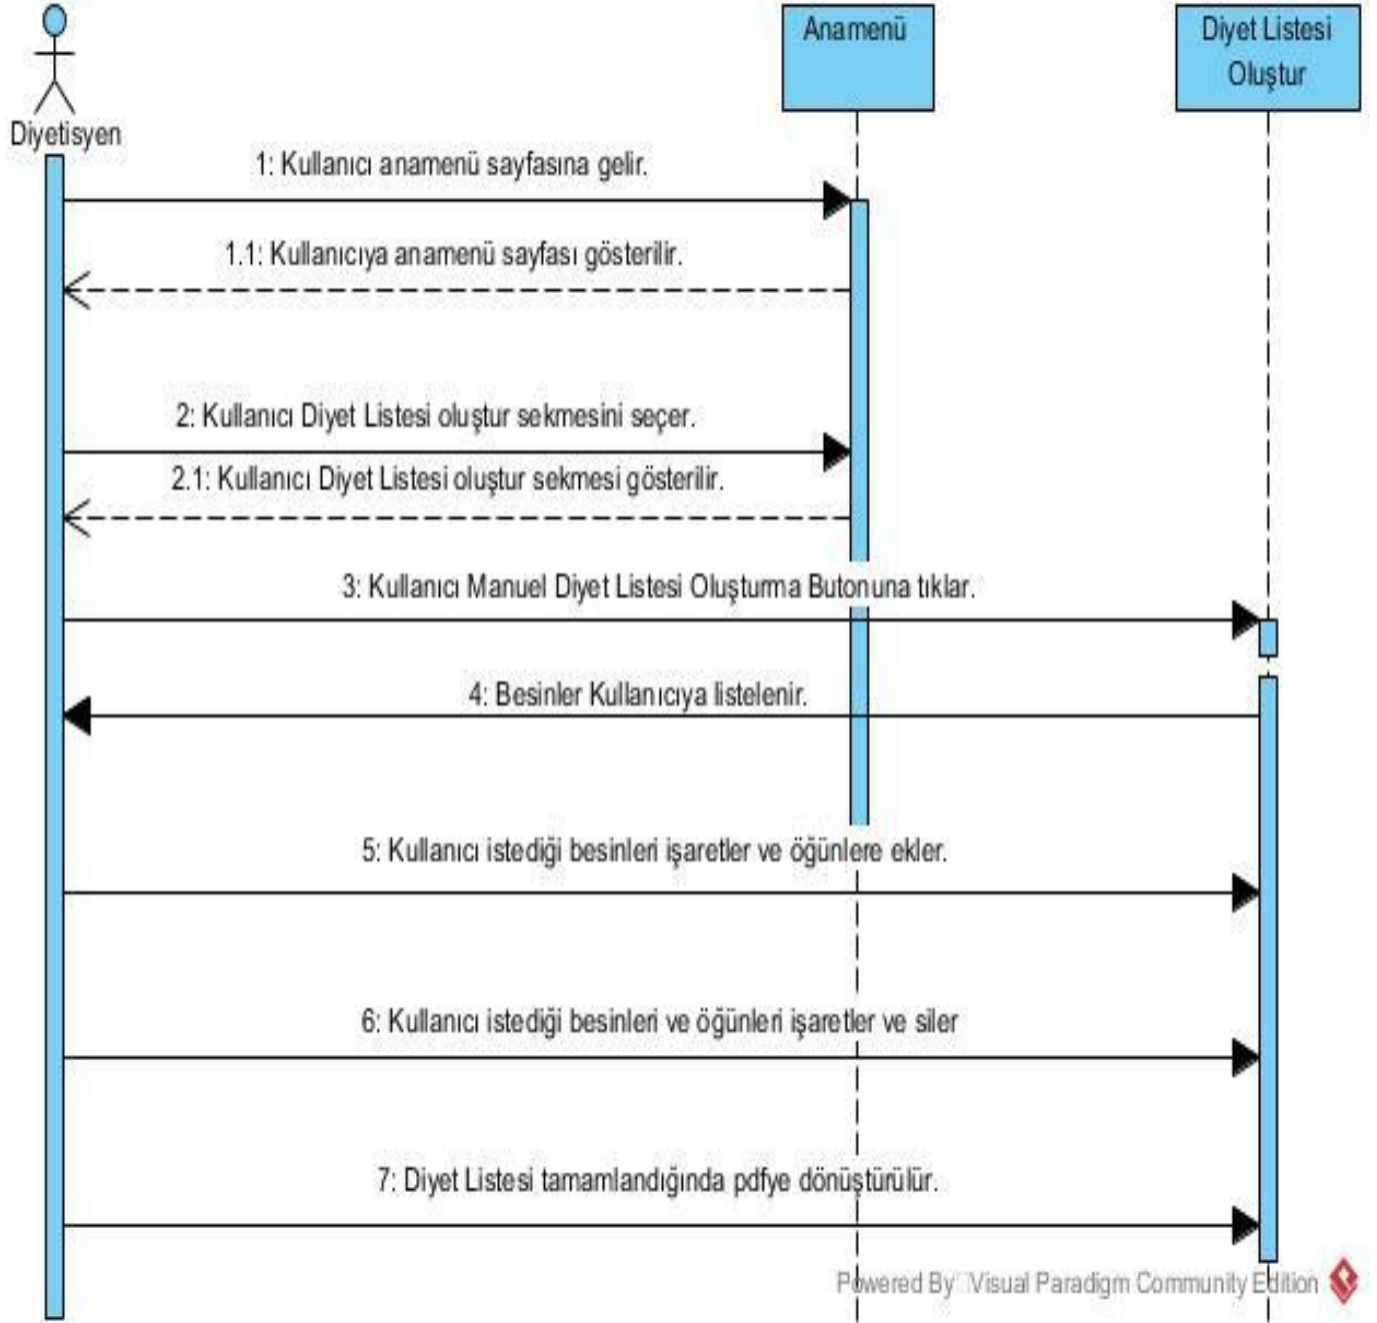 Anamenü
Diyet Listesi
Oluştur
Diyetisyen
1: Kullanıcı anamenü sayfasına gelir.
1.1: Kullanıcıya anamenü sayfası gösterilir.
2: Kullanıcı Diyet Listesi oluştur sekmesini seçer.
2.1: Kullanıcı Diyet Listesi oluştur sekmesi gösterilir.
3: Kullanıcı Manuel Diyet Listesi Oluşturma Butonuna tıklar.
4: Besinler Kullanıcıya listelenir.
5: Kullanıcı istediği besinleri işaretler ve öğünlere ekler.
6: Kullanıcı istediği besinleri ve öğünleri işaretler ve siler
7: Diyet Listesi tamamlandığında pdfye dönüştürülür.
Powered By Visual Paradigm Community Edition